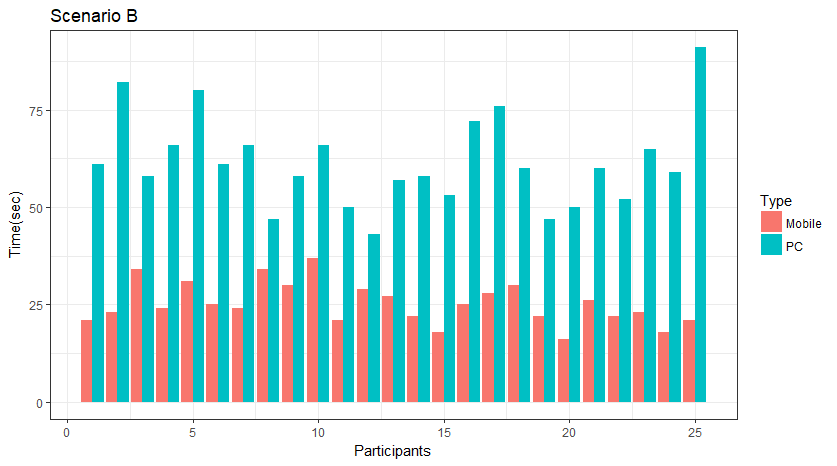 Scenario B
Time(sec)
75
50
25
0
0 5 10 15 20 25
Participants
Type
Mobile
PC